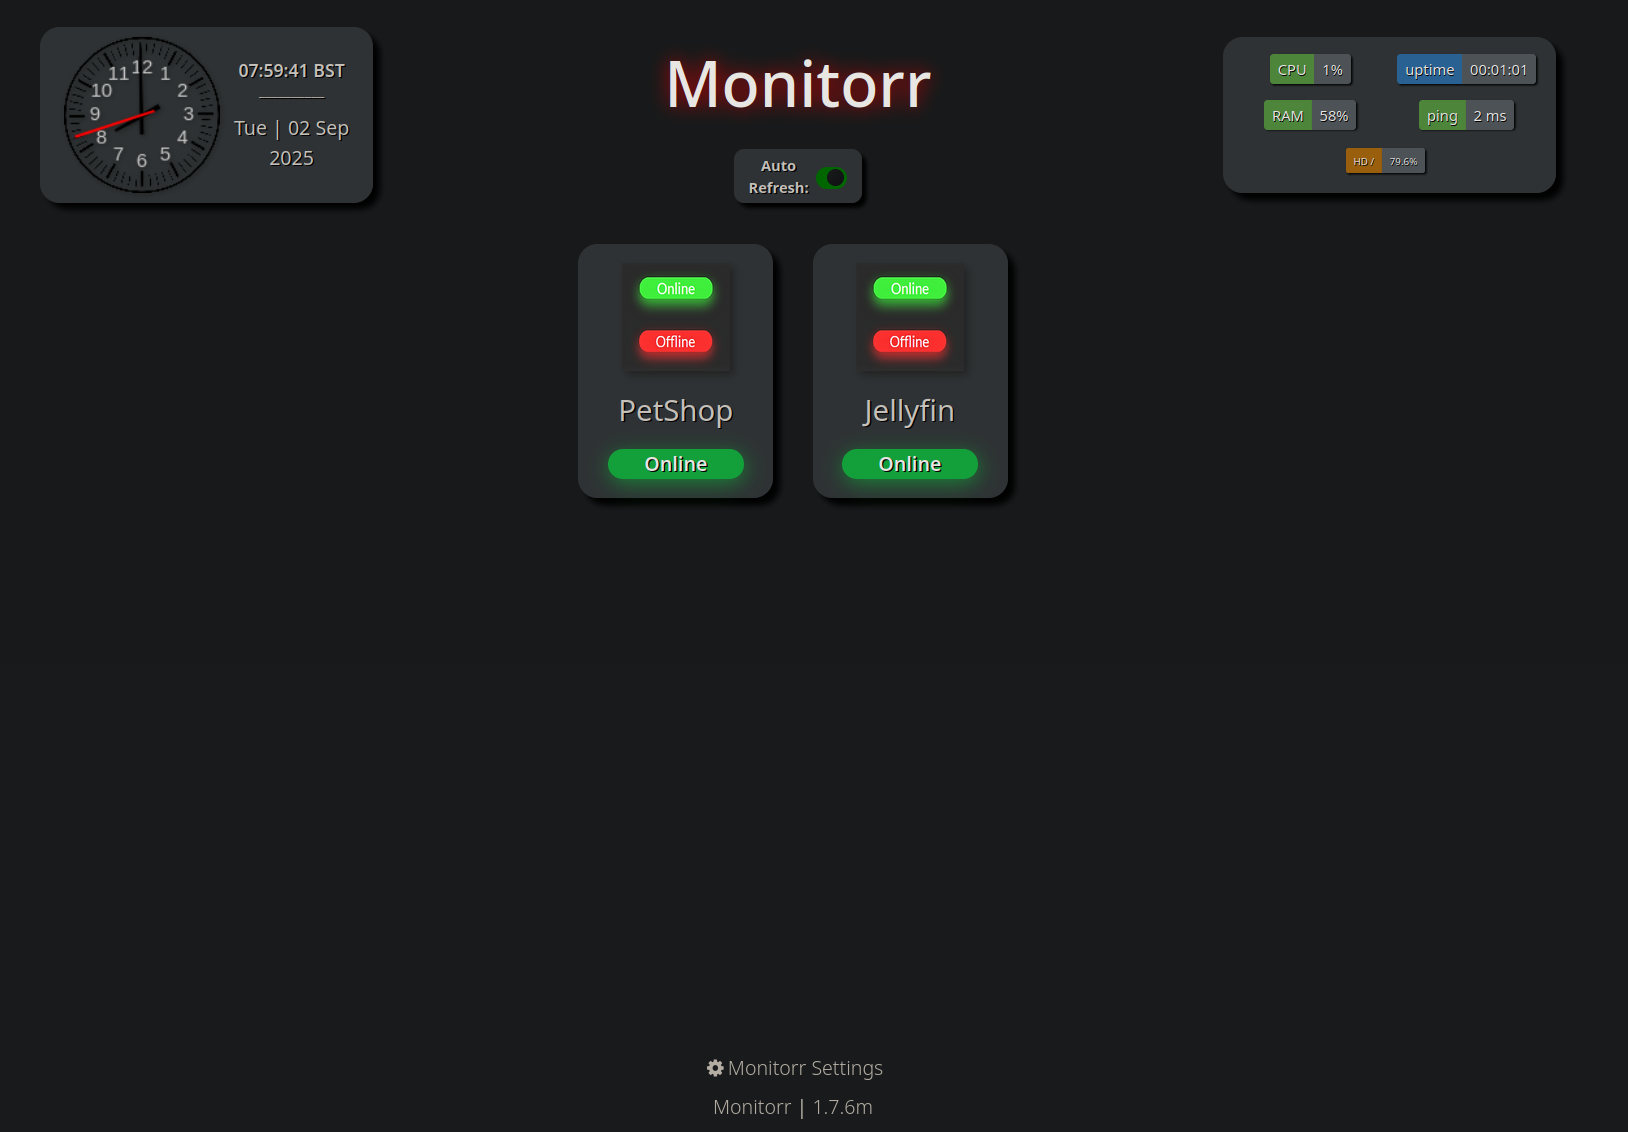 12
1
2
3
4
5
6
7
8
9
10
11
07:59:41 BST
Tue | 02 Sep
2025
Monitorr
Auto
Refresh:
CPU 1%
uptime 00:01:01
RAM 58%
ping 2 ms
HD / 79.6%
Online
Offline
PetShop
Online
Online
Offline
Jellyfin
Online
Monitorr Settings
Monitorr | 1.7.6m